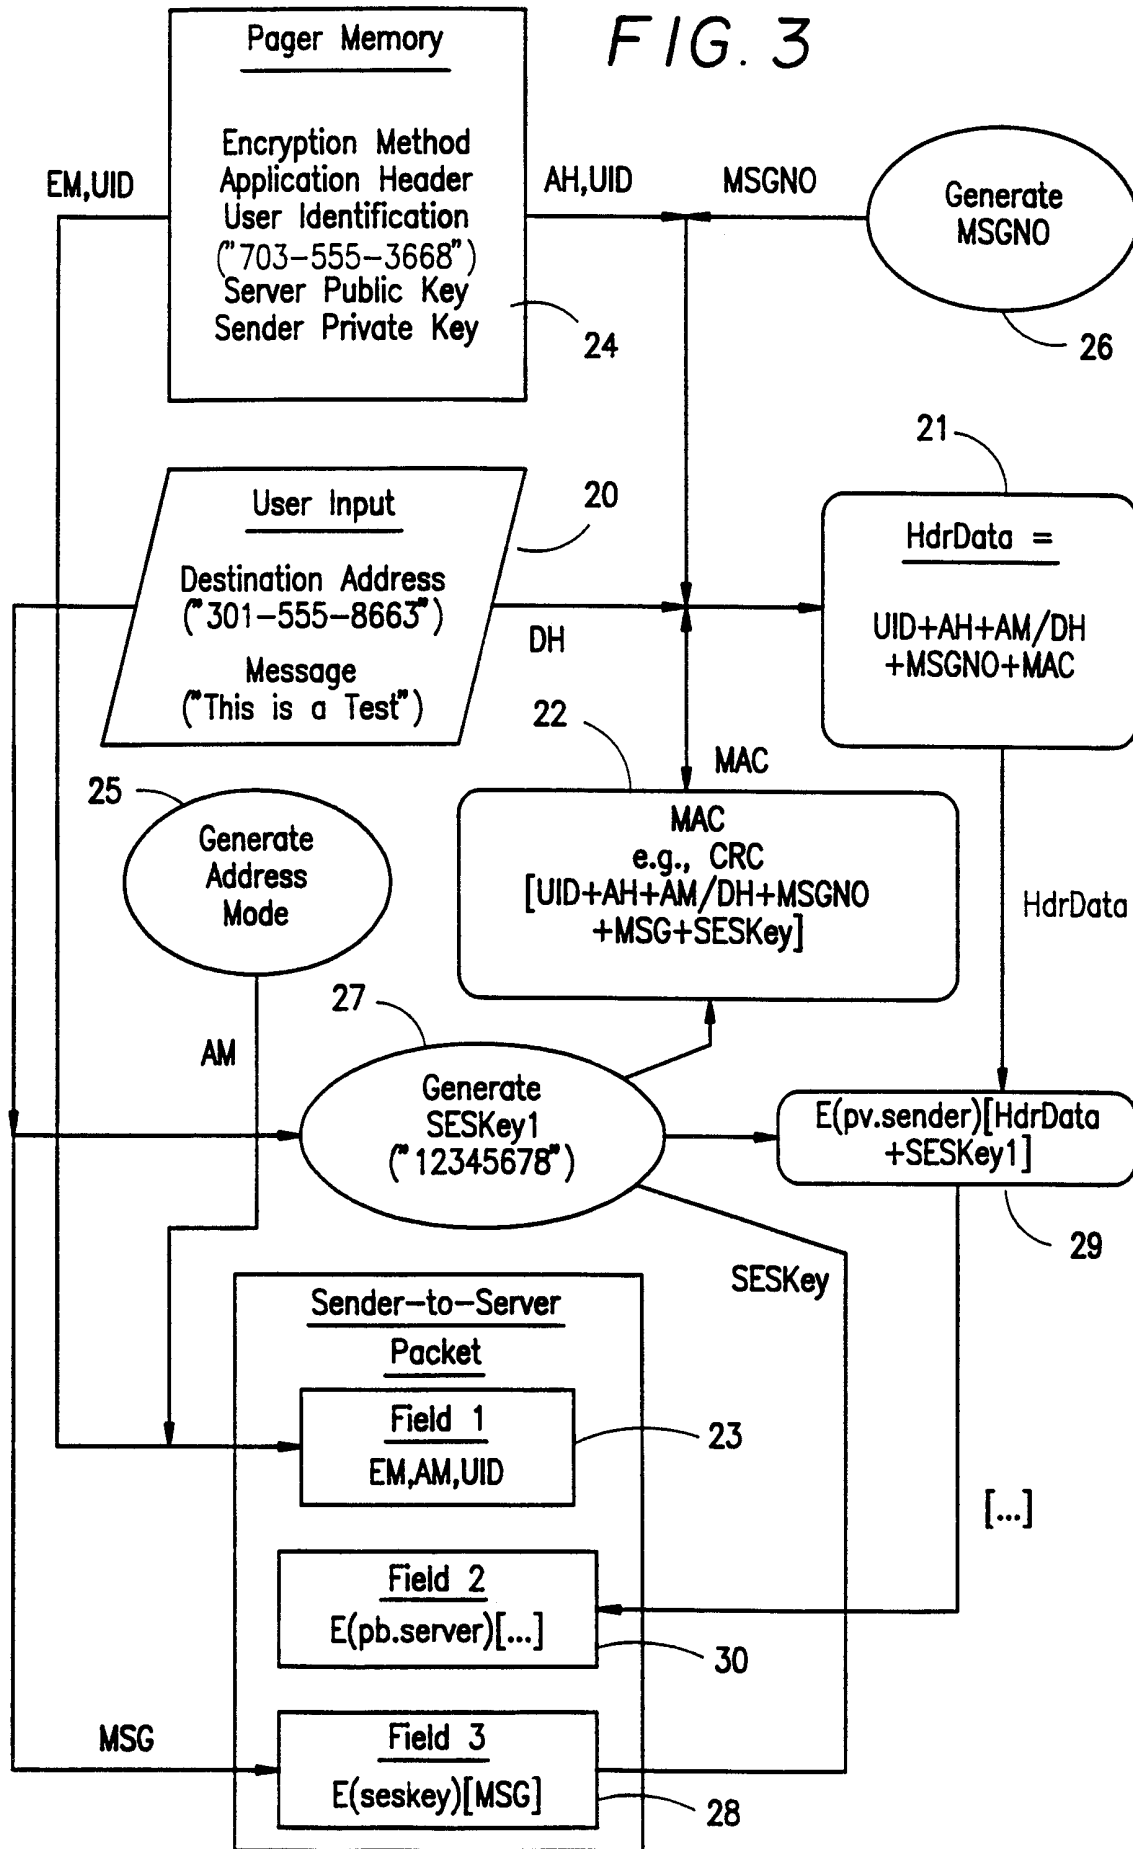 FIG. 3
Pager Memory
Encryption Method
Application Header
User Identification
("703-555-3668")
Server Public Key
Sender Private Key
EM,UID
AH,UID
MSGNO
Generate
MSGNO
24
26
21
User Input
Destination Address
("301-555-8663")
Message
("This is a Test")
20
DH
HdrData =
UID+AH+AM/DH
+MSGNO+MAC
22
MAC
25
Generate
Address
Mode
MAC
e.g., CRC
[UID+AH+AM/DH+MSGNO
+MSG+SESKey]
HdrData
27
AM
Generate
SESKey1
("12345678")
E(pv.sender)[HdrData
+SESKey1]
29
SESKey
Sender-to-Server
Packet
Field 1
EM,AM,UID
23
[...]
Field 2
E(pb.server)[...]
30
MSG
Field 3
E(seskey)[MSG]
28